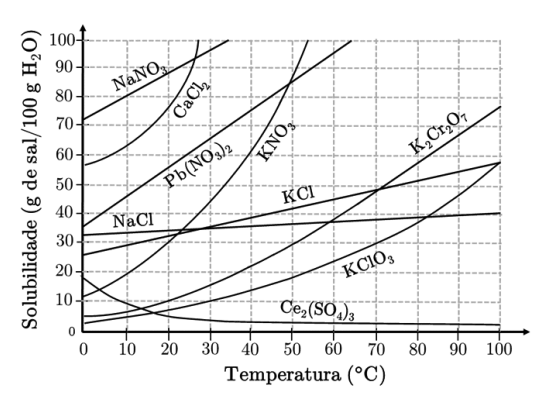 100
90
80
70
60
50
40
30
20
10
0
Solubilidade (g de sal/100 g H₂O)
NaNO₃
CaCl₂
Pb(NO₃)₂
KNO₃
K₂Cr₂O₇
KCl
NaCl
KClO₃
Ce₂(SO₄)₃
0 10 20 30 40 50 60 70 80 90 100
Temperatura (°C)